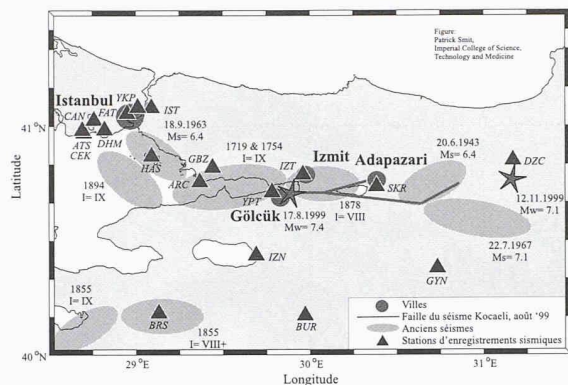 Figure:
Patrick Smit,
Imperial College of Science,
Technology and Medicine
Istanbul
YKP
CAN
FAT
IST
ATS
CEK
DHM
HAS
18.9.1963
Ms= 6.4
GBZ
ARC
1719 & 1754
I= IX
IZT
Izmit
Adapazari
20.6.1943
Ms= 6.4
DZC
1894
I= IX
YPT
Gölcük
17.8.1999
Mw= 7.4
1878
I= VIII
SKR
12.11.1999
Mw= 7.1
22.7.1967
Ms= 7.1
IZN
GYN
1855
I= IX
BRS
1855
I= VIII+
BUR
Villes
Faille du séisme Kocaeli, août '99
Anciens séismes
Stations d'enregistrements sismiques
Latitude
41°N
40°N
29°E
30°E
31°E
Longitude